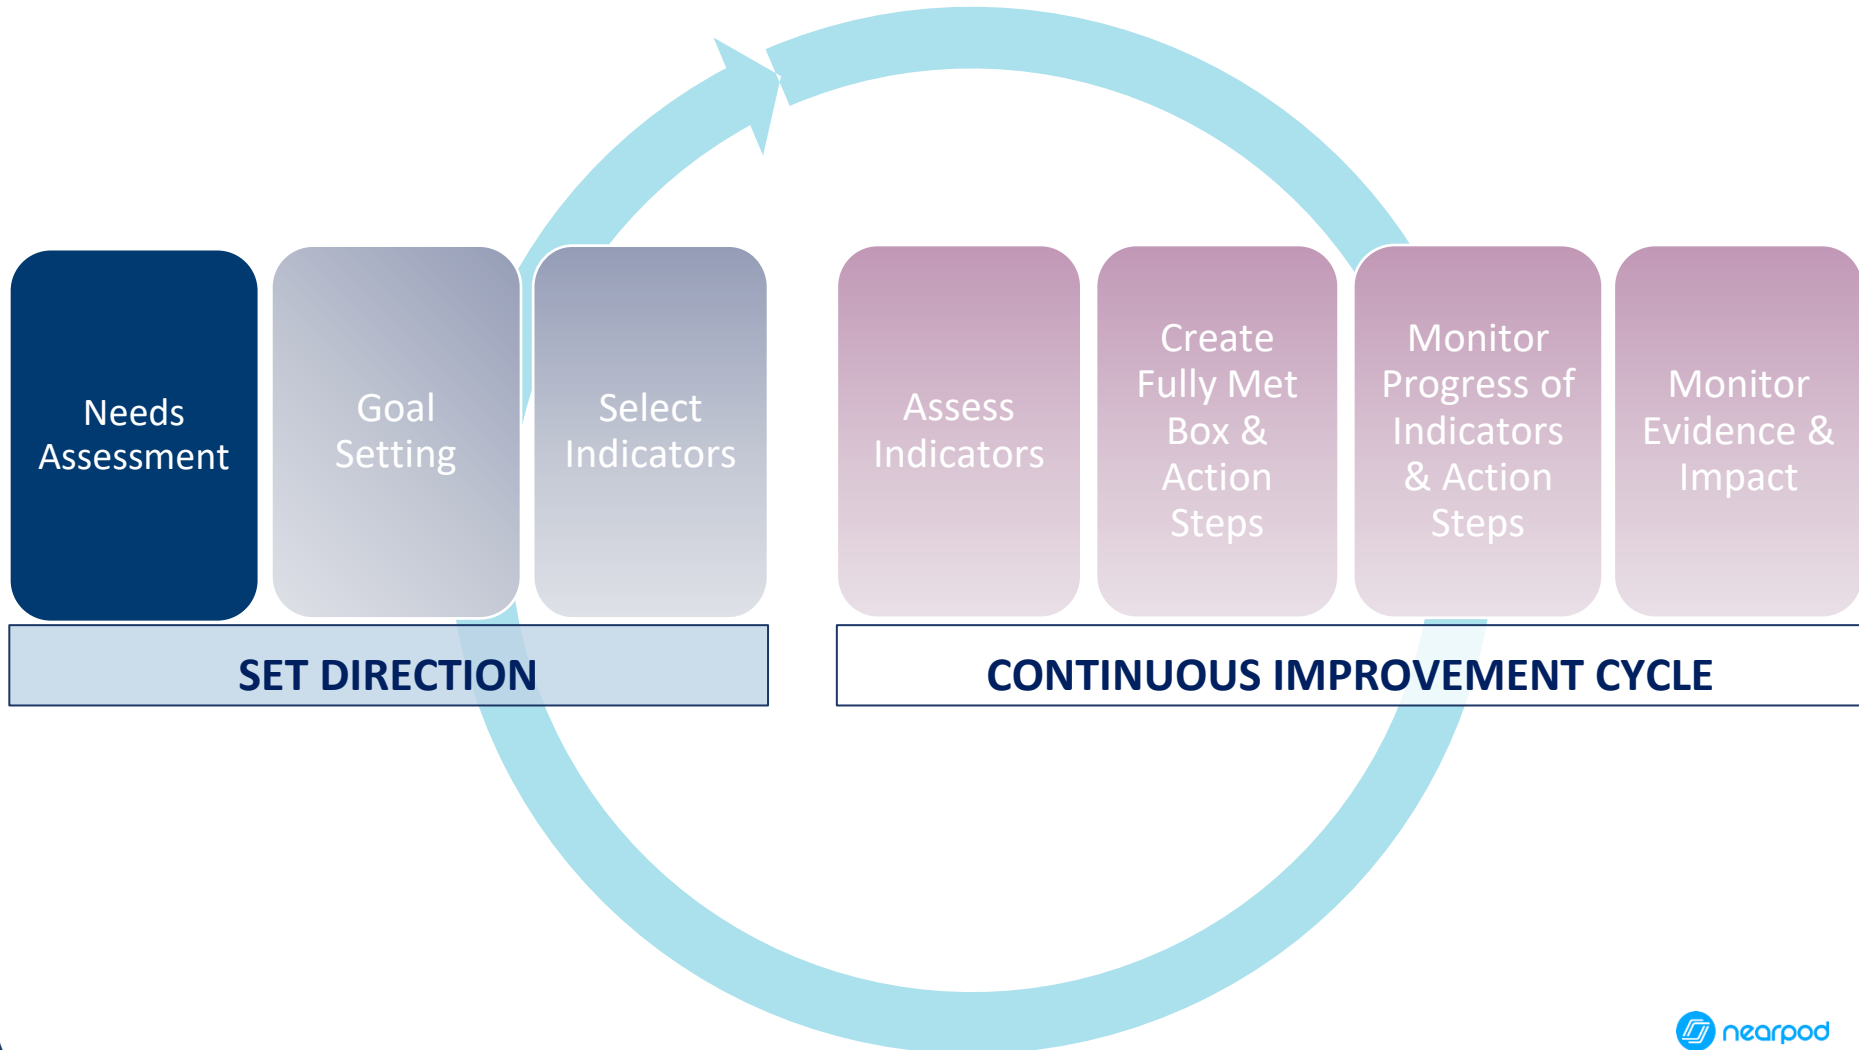 Needs
Assessment
Goal
Setting
Select
Indicators
Assess
Indicators
Create
Fully Met
Box &
Action
Steps
Monitor
Progress of
Indicators
& Action
Steps
Monitor
Evidence &
Impact
SET DIRECTION
CONTINUOUS IMPROVEMENT CYCLE
nearpod